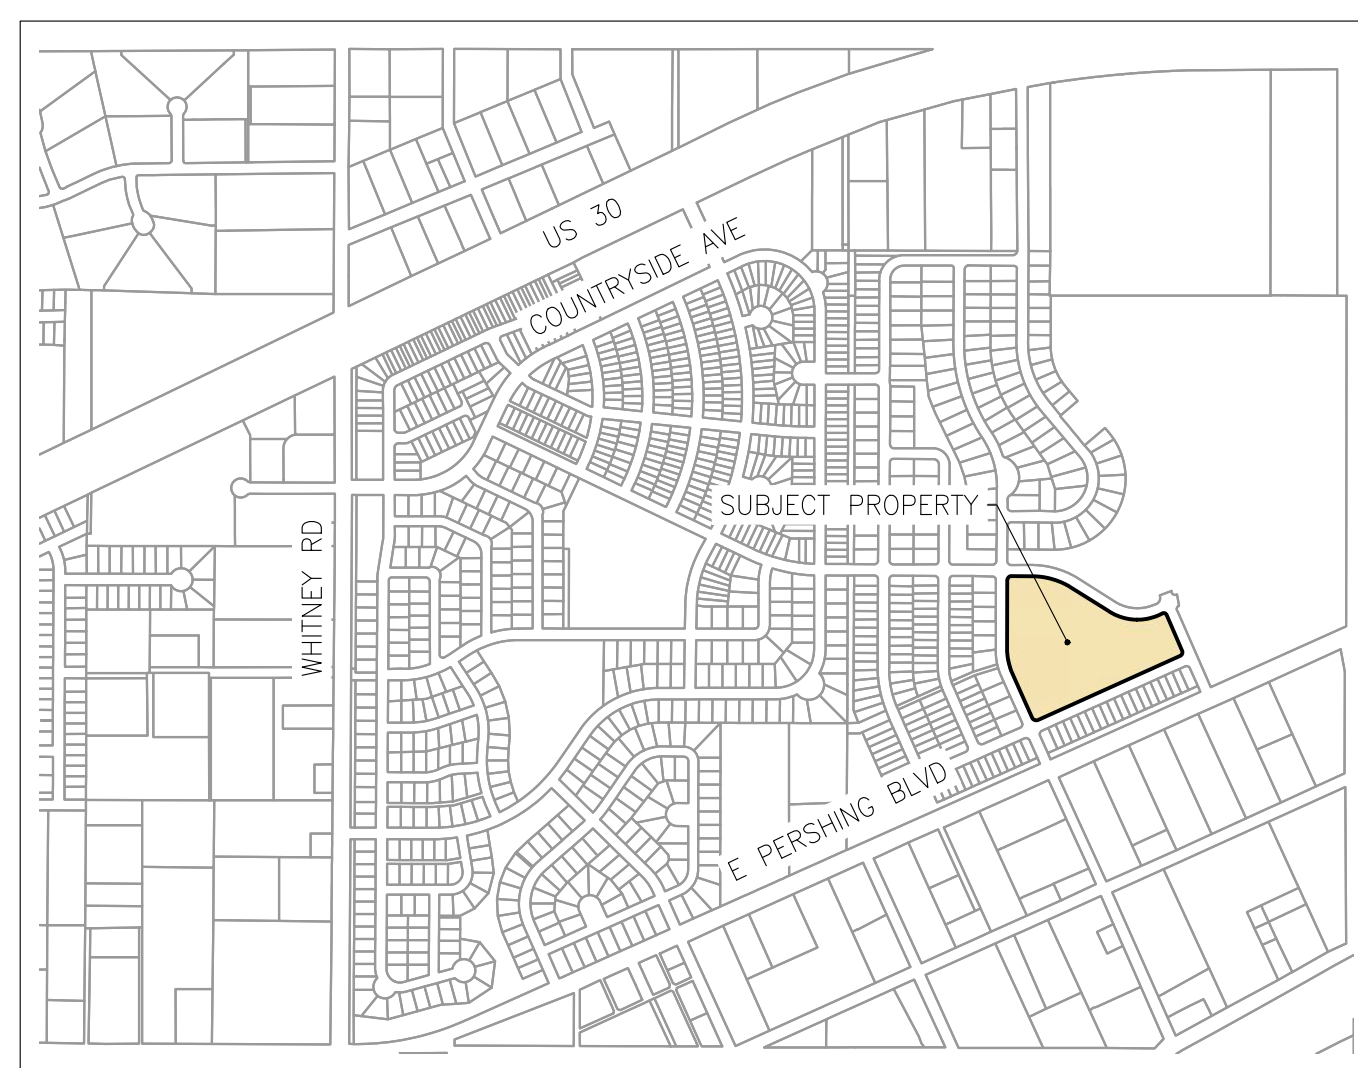 US 30
COUNTRYSIDE AVE
SUBJECT PROPERTY
WHITNEY RD
E PERSHING BLVD